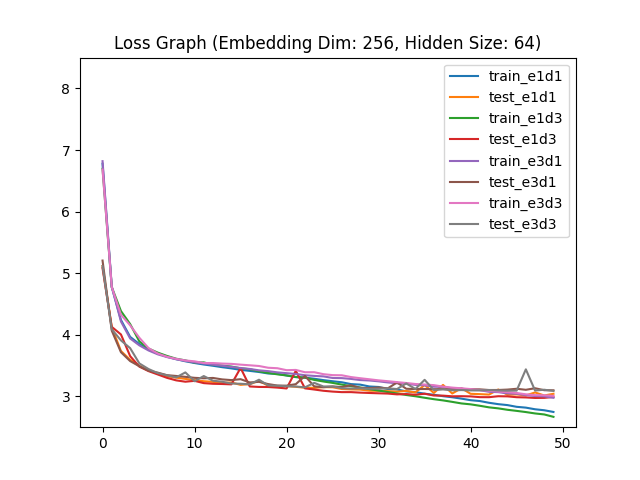 Loss Graph (Embedding Dim: 256, Hidden Size: 64)
8
7
6
5
4
3
0
10
20
30
40
50
train_e1d1
test_e1d1
train_e1d3
test_e1d3
train_e3d1
test_e3d1
train_e3d3
test_e3d3